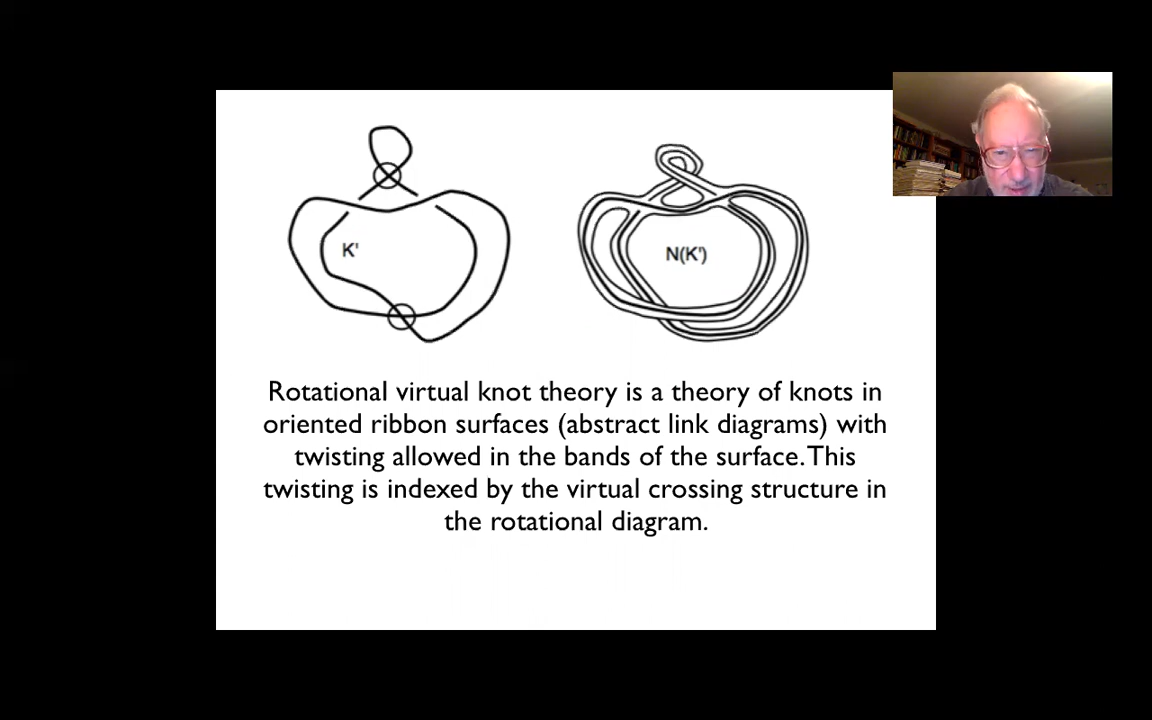 K'
N(K')
Rotational virtual knot theory is a theory of knots in
oriented ribbon surfaces (abstract link diagrams) with
twisting allowed in the bands of the surface. This
twisting is indexed by the virtual crossing structure in
the rotational diagram.